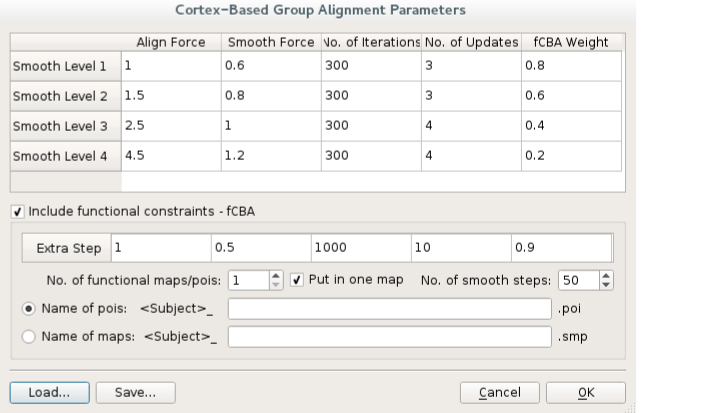 Cortex-Based Group Alignment Parameters
Align Force Smooth Force No. of Iterations No. of Updates fCBA Weight
Smooth Level 1 1 0.6 300 3 0.8
Smooth Level 2 1.5 0.8 300 3 0.6
Smooth Level 3 2.5 1 300 4 0.4
Smooth Level 4 4.5 1.2 300 4 0.2
Include functional constraints - fCBA
Extra Step 1 0.5 1000 10 0.9
No. of functional maps/pois: 1 Put in one map No. of smooth steps: 50
Name of pois: <Subject>_ .poi
Name of maps: <Subject>_ .smp
Load... Save... Cancel OK